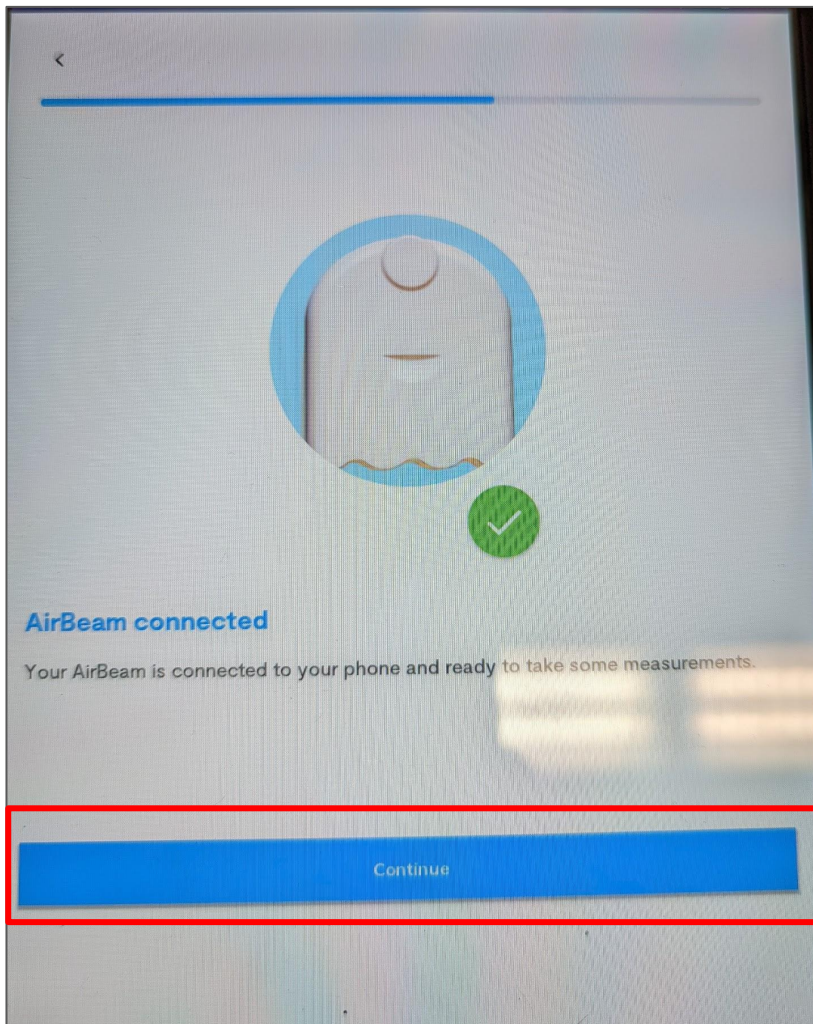 AirBeam connected
Your AirBeam is connected to your phone and ready to take some measurements.
Continue